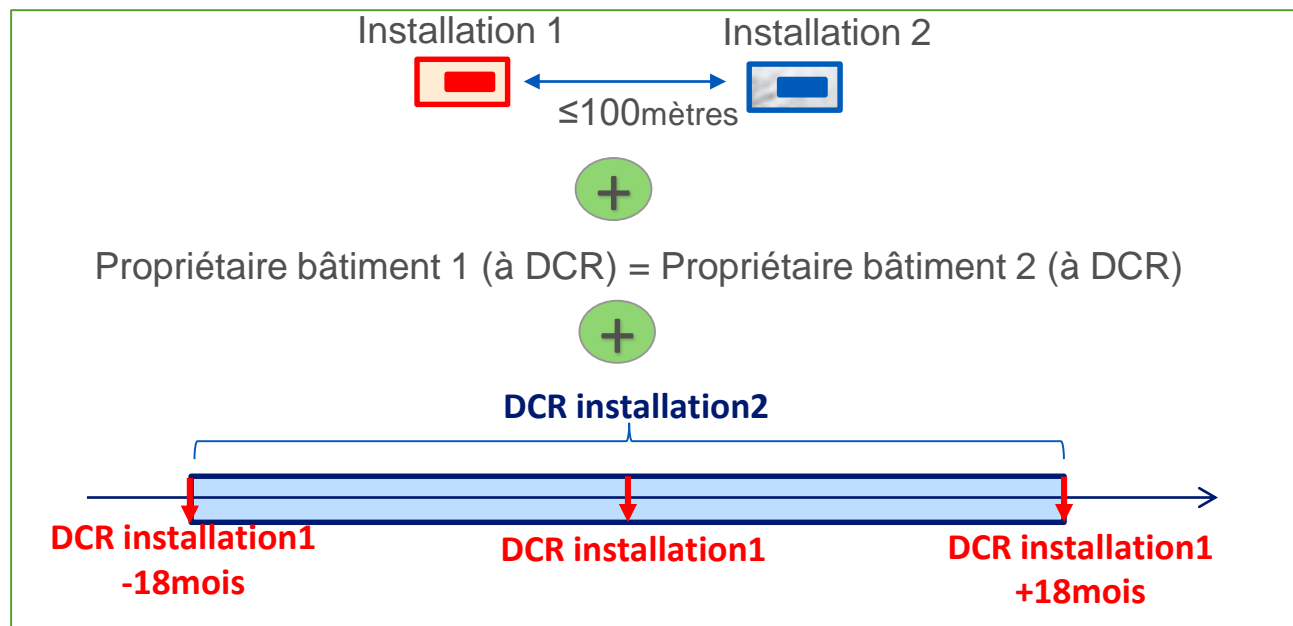 Installation 1
Installation 2
≤100mètres
+
Propriétaire bâtiment 1 (à DCR) = Propriétaire bâtiment 2 (à DCR)
+
DCR installation2
DCR installation1
-18mois
DCR installation1
DCR installation1
+18mois